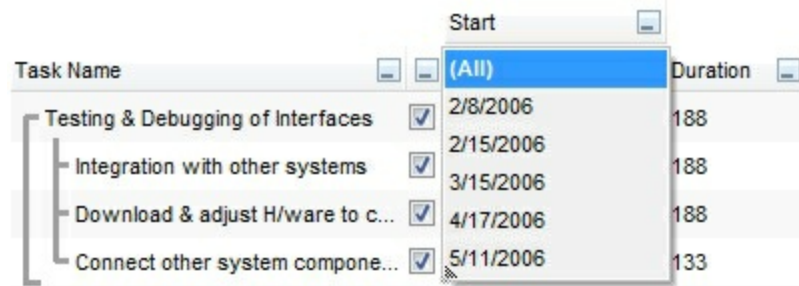 Start
Task Name
(All)
Duration
Testing & Debugging of Interfaces
2/8/2006
188
2/15/2006
Integration with other systems
188
3/15/2006
Download & adjust H/ware to c...
4/17/2006
188
Connect other system compone...
5/11/2006
133